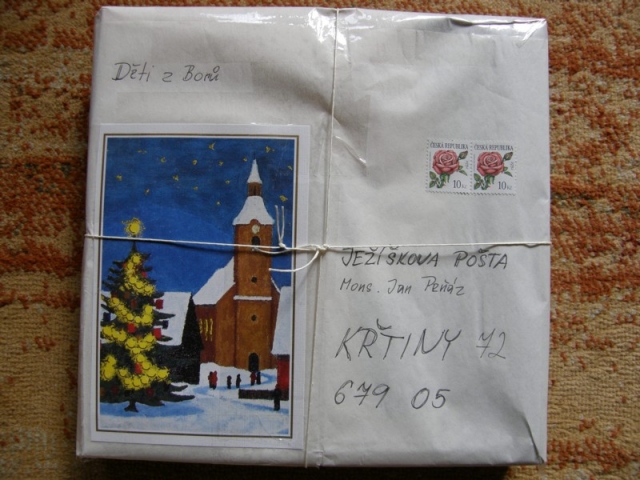 Děti z Borů
ČESKÁ REPUBLIKA
10 Kč
ČESKÁ REPUBLIKA
10 Kč
JEŽÍŠKOVA POŠTA
Mons. Jan Peňáz
KŘTINY 72
679 05